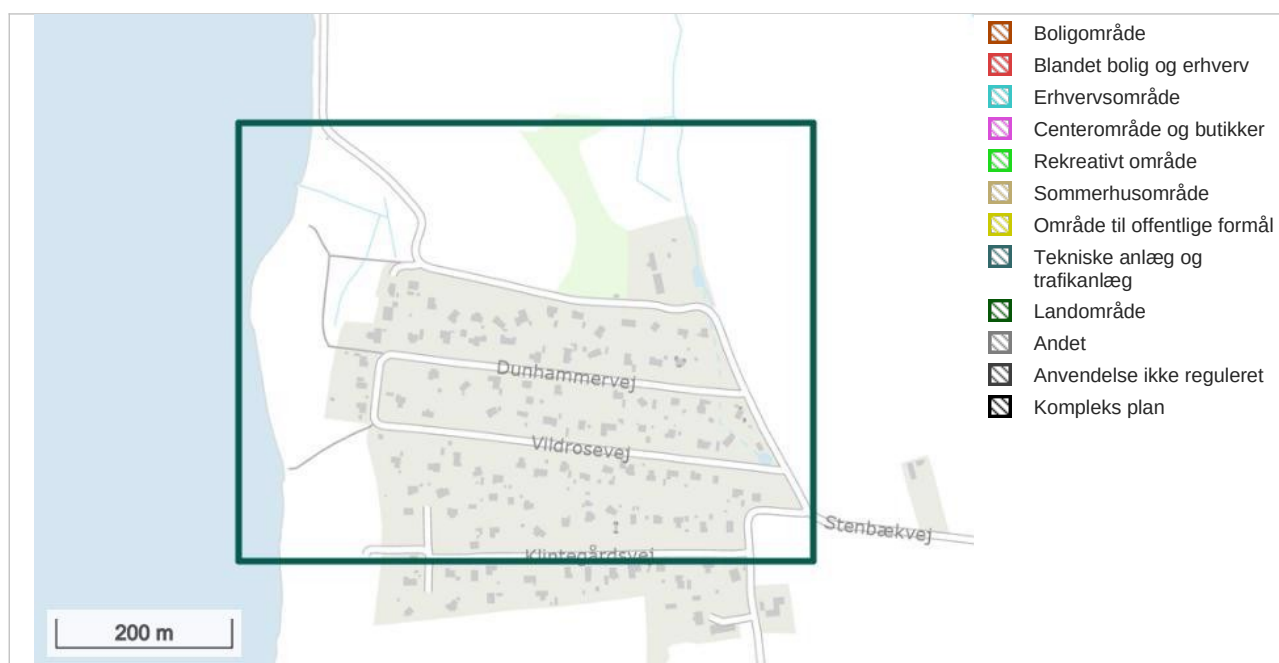 Boligområde
Blandet bolig og erhverv
Erhvervsområde
Centerområde og butikker
Rekreativt område
Sommerhusområde
Område til offentlige formål
Tekniske anlæg og
trafikanlæg
Landområde
Andet
Anvendelse ikke reguleret
Kompleks plan
Dunhammervej
Vildrosevej
Stenbækvej
Klintegårdsvej
200 m